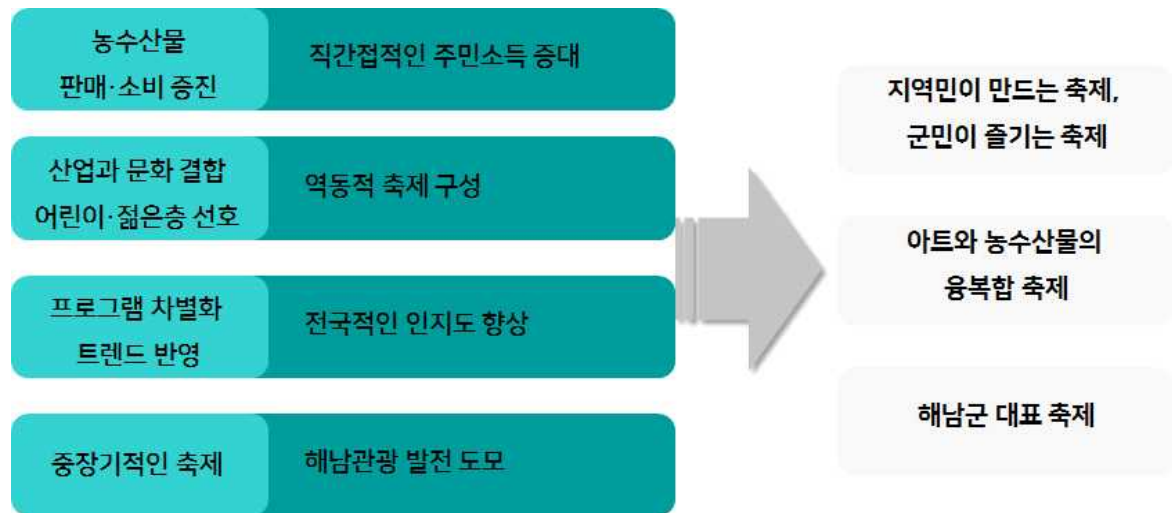 농수산물
판매·소비 증진
직간접적인 주민소득 증대
산업과 문화 결합
어린이·젊은층 선호
역동적 축제 구성
프로그램 차별화
트렌드 반영
전국적인 인지도 향상
중장기적인 축제
해남관광 발전 도모
지역민이 만드는 축제,
군민이 즐기는 축제
아트와 농수산물의
융복합 축제
해남군 대표 축제